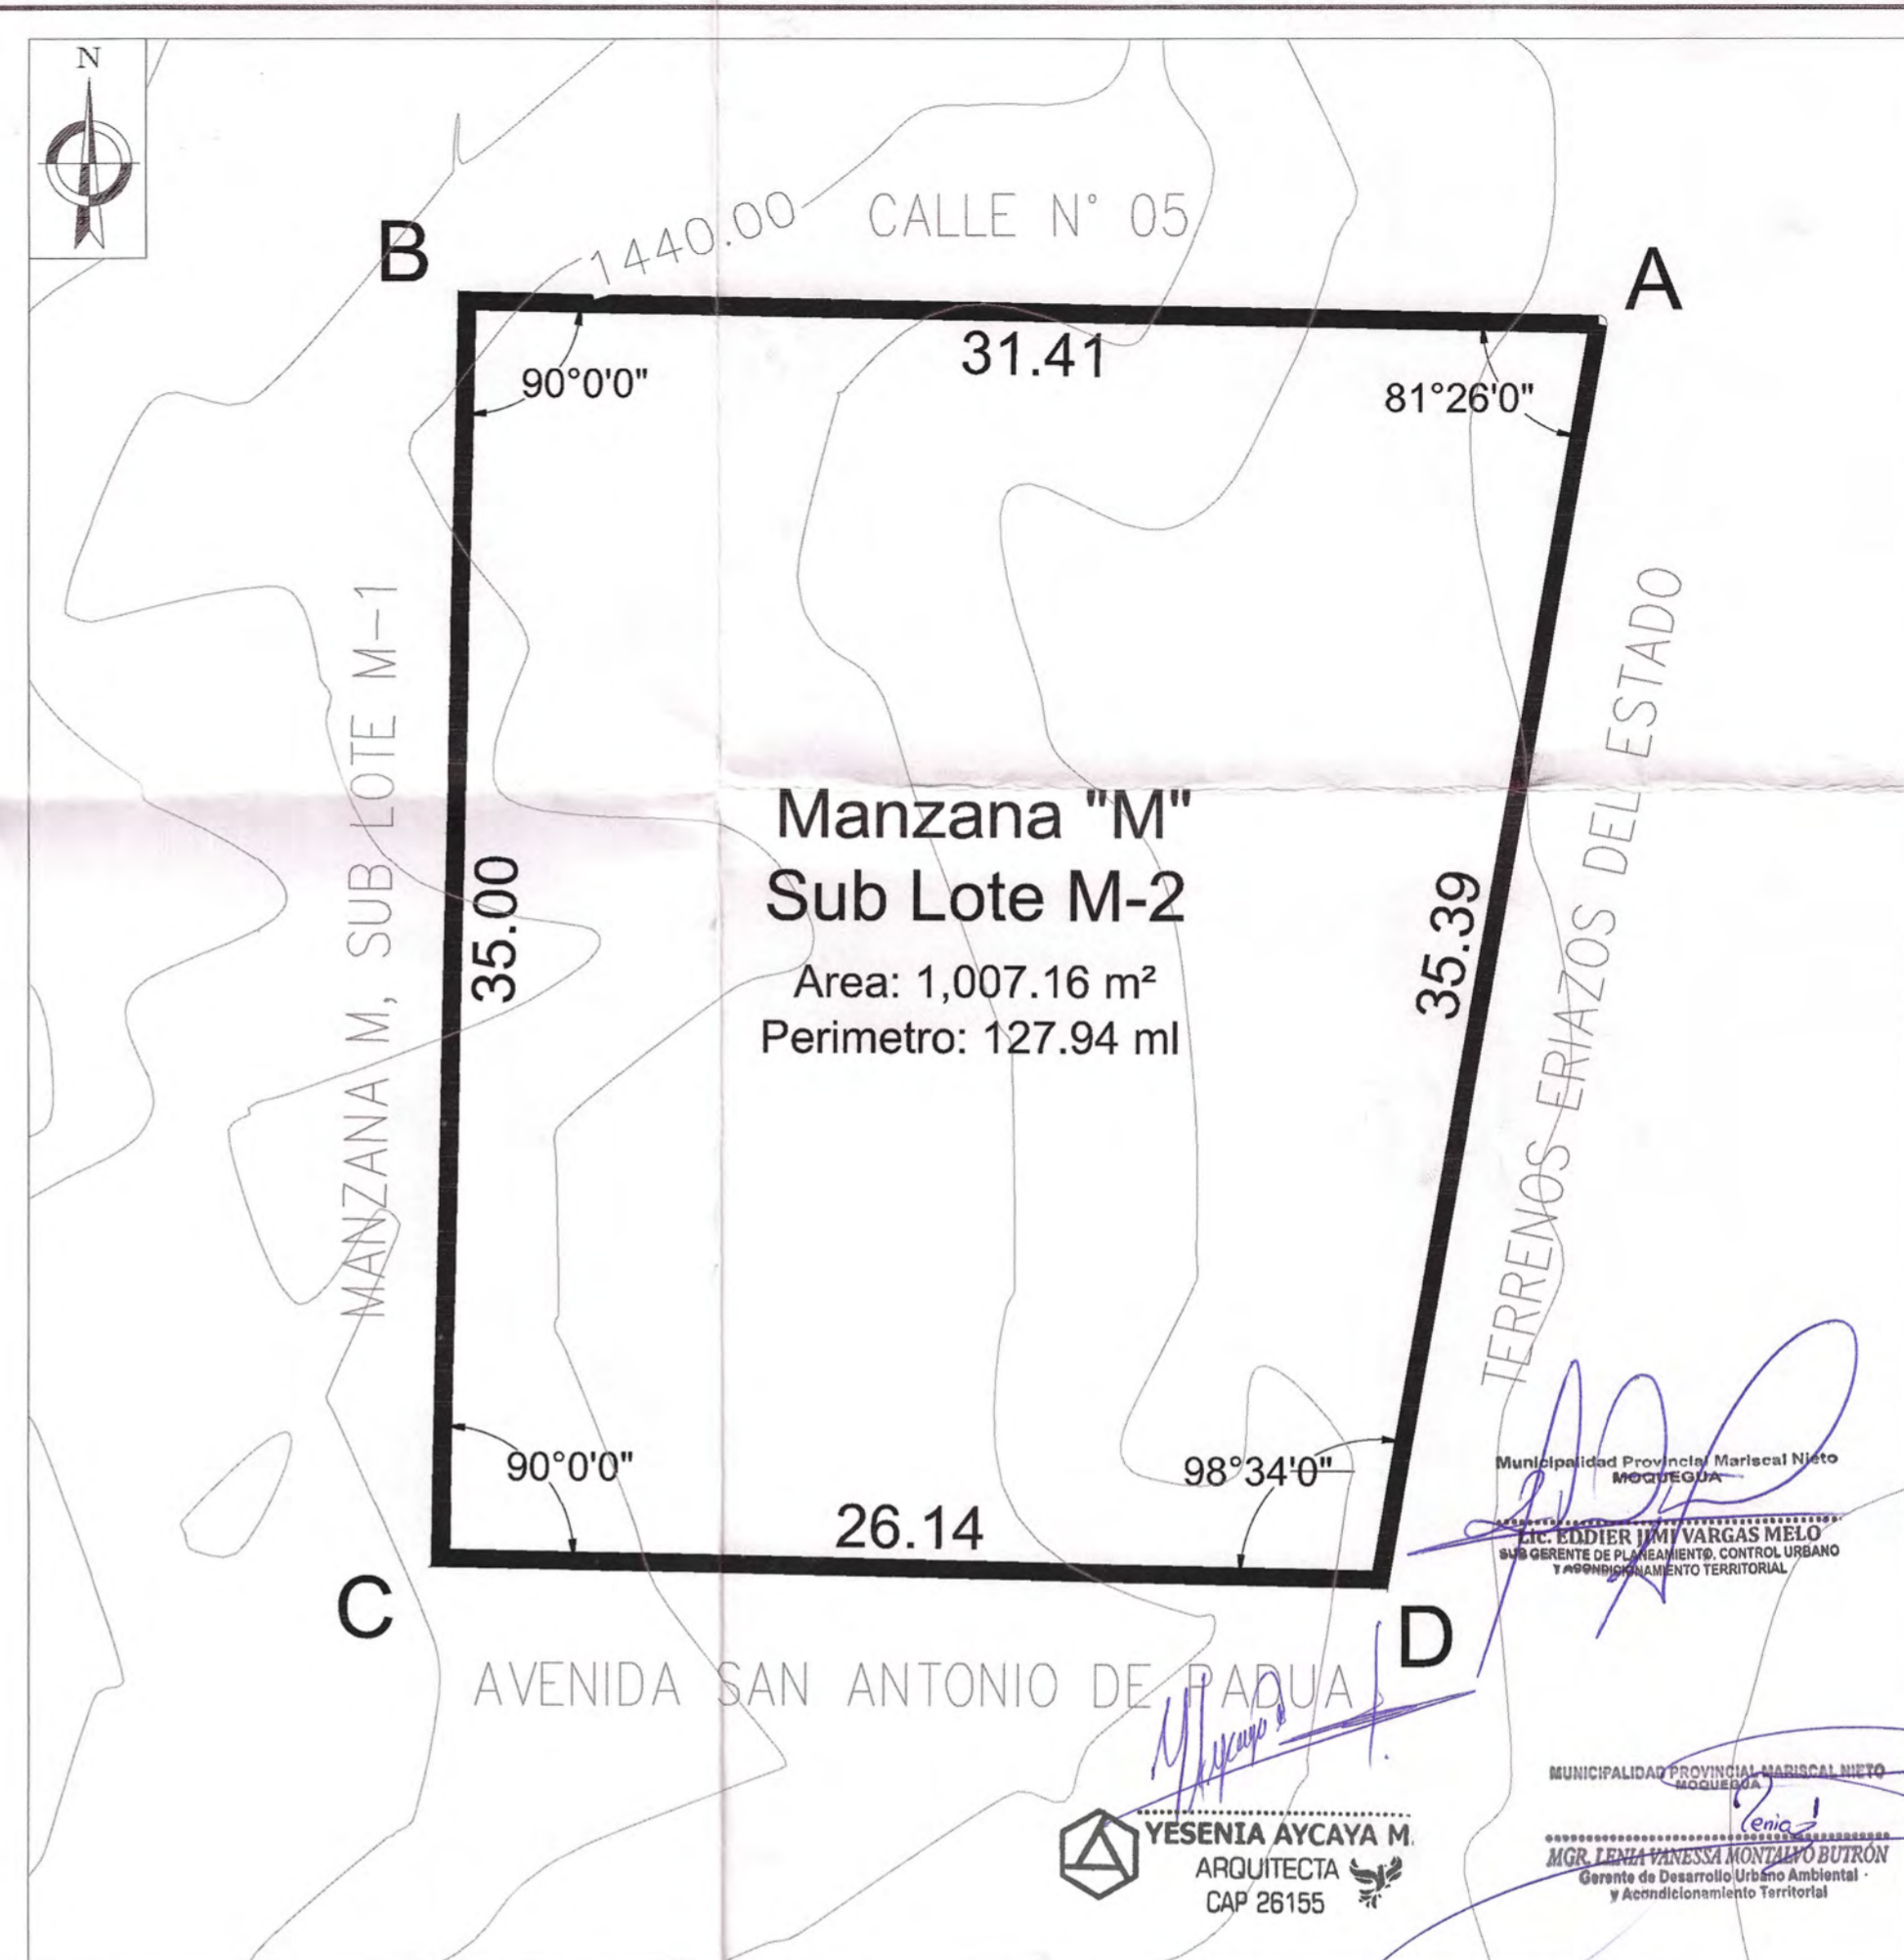 N
CALLE N° 05
1440.00
B
A
31.41
90°0'0"
81°26'0"
MANZANA M, SUB LOTE M-1
35.00
Manzana "M"
Sub Lote M-2
Area: 1,007.16 m²
Perimetro: 127.94 ml
35.39
TERRENOS ERIAZOS DEL ESTADO
90°0'0"
98°34'0"
26.14
C
D
AVENIDA SAN ANTONIO DE PADUA
Municipalidad Provincial Mariscal Nieto
MOQUEGUA
Lic. EDDIER JIMI VARGAS MELO
SUB GERENTE DE PLANEAMIENTO, CONTROL URBANO
Y ACONDICIONAMIENTO TERRITORIAL
YESENIA AYCAYA M.
ARQUITECTA
CAP 26155
MUNICIPALIDAD PROVINCIAL MARISCAL NIETO
MOQUEGUA
MGR. LENIA VANESSA MONTALVO BUTRÓN
Gerente de Desarrollo Urbano Ambiental
y Acondicionamiento Territorial